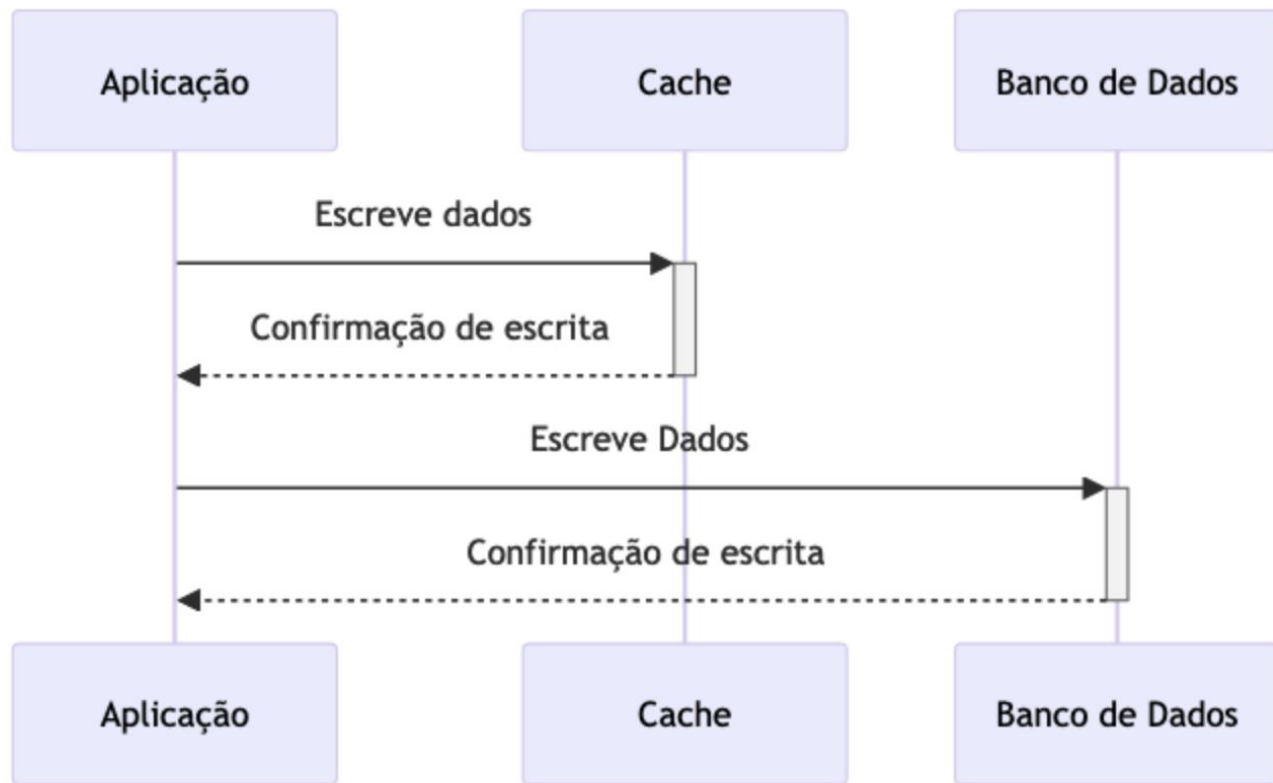 Aplicação
Cache
Banco de Dados
Escreve dados
Confirmação de escrita
Escreve Dados
Confirmação de escrita
Aplicação
Cache
Banco de Dados